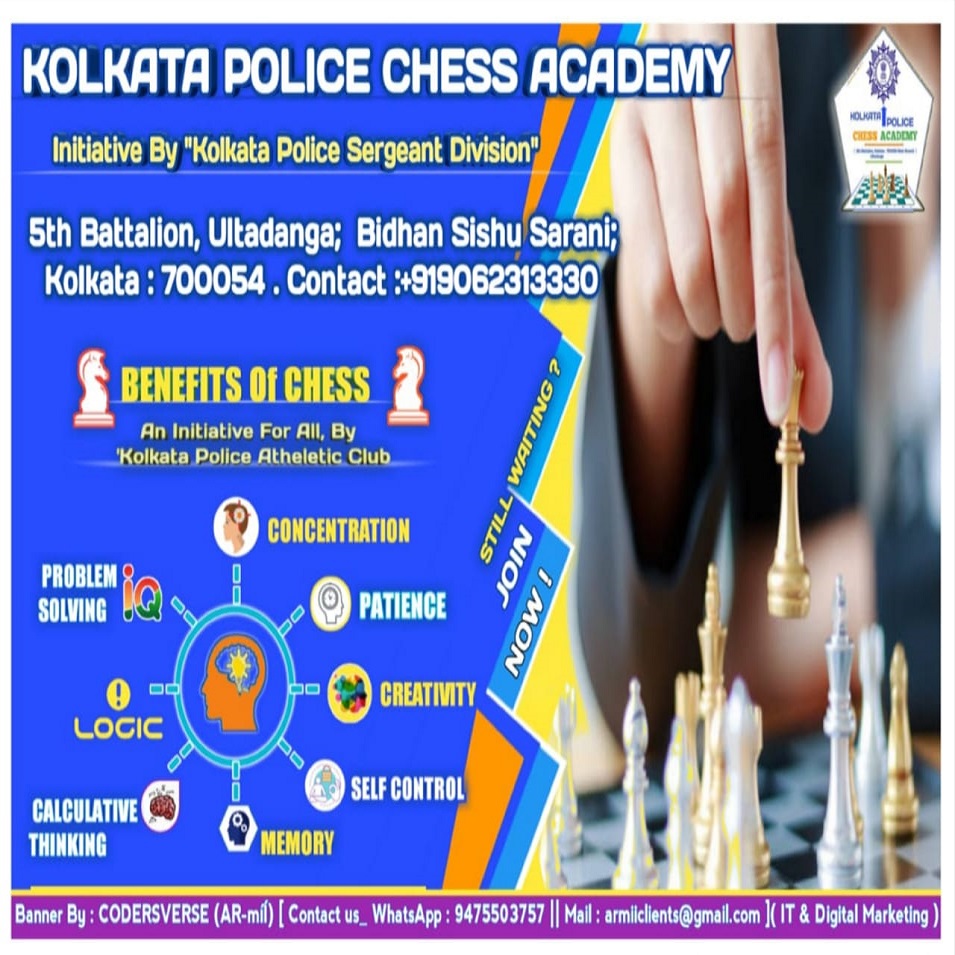 KOLKATA POLICE CHESS ACADEMY
Initiative By "Kolkata Police Sergeant Division"
5th Battalion, Ultadanga; Bidhan Sishu Sarani;
Kolkata : 700054 . Contact :+919062313330
KOLKATA POLICE
CHESS ACADEMY
BENEFITS Of CHESS
An Initiative For All, By
'Kolkata Police Atheletic Club
CONCENTRATION
PROBLEM
SOLVING
iQ
PATIENCE
LOGIC
CREATIVITY
CALCULATIVE
THINKING
SELF CONTROL
MEMORY
STILL WAITING ?
JOIN
NOW !
Banner By : CODERSVERSE (AR-míl) [ Contact us_ WhatsApp : 9475503757 || Mail : armiiclients@gmail.com ]( IT & Digital Marketing )